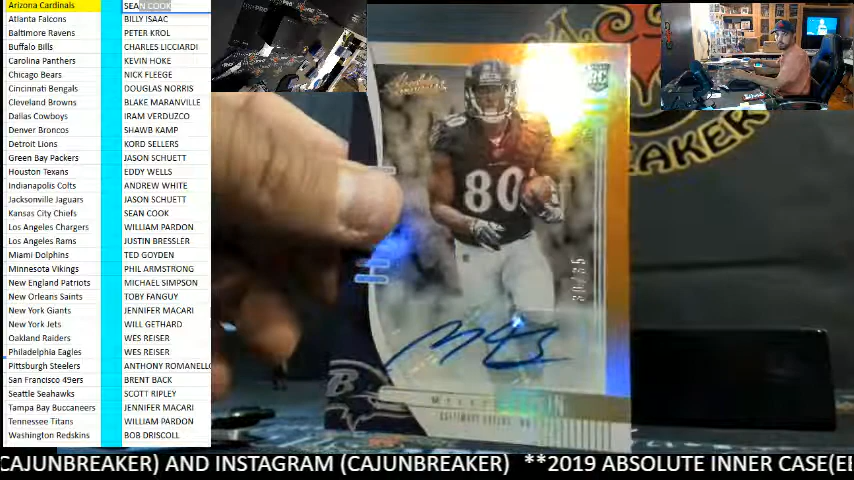 Arizona Cardinals SEAN COOK
Atlanta Falcons BILLY ISAAC
Baltimore Ravens PETER KROL
Buffalo Bills CHARLES LICCIARDI
Carolina Panthers KEVIN HOKE
Chicago Bears NICK FLEEGE
Cincinnati Bengals DOUGLAS NORRIS
Cleveland Browns BLAKE MARANVILLE
Dallas Cowboys IRAM VERDUZCO
Denver Broncos SHAWB KAMP
Detroit Lions KORD SELLERS
Green Bay Packers JASON SCHUETT
Houston Texans EDDY WELLS
Indianapolis Colts ANDREW WHITE
Jacksonville Jaguars JASON SCHUETT
Kansas City Chiefs SEAN COOK
Los Angeles Chargers WILLIAM PARDON
Los Angeles Rams JUSTIN BRESSLER
Miami Dolphins TED GOYDEN
Minnesota Vikings PHIL ARMSTRONG
New England Patriots MICHAEL SIMPSON
New Orleans Saints TOBY FANGUY
New York Giants JENNIFER MACARI
New York Jets WILL GETHARD
Oakland Raiders WES REISER
Philadelphia Eagles WES REISER
Pittsburgh Steelers ANTHONY ROMANELLO
San Francisco 49ers BRENT BACK
Seattle Seahawks SCOTT RIPLEY
Tampa Bay Buccaneers JENNIFER MACARI
Tennessee Titans WILLIAM PARDON
Washington Redskins BOB DRISCOLL
Absolute
RC
80
BALTIMORE RAVENS
REAKER
CAJUNBREAKER) AND INSTAGRAM (CAJUNBREAKER) **2019 ABSOLUTE INNER CASE(EE